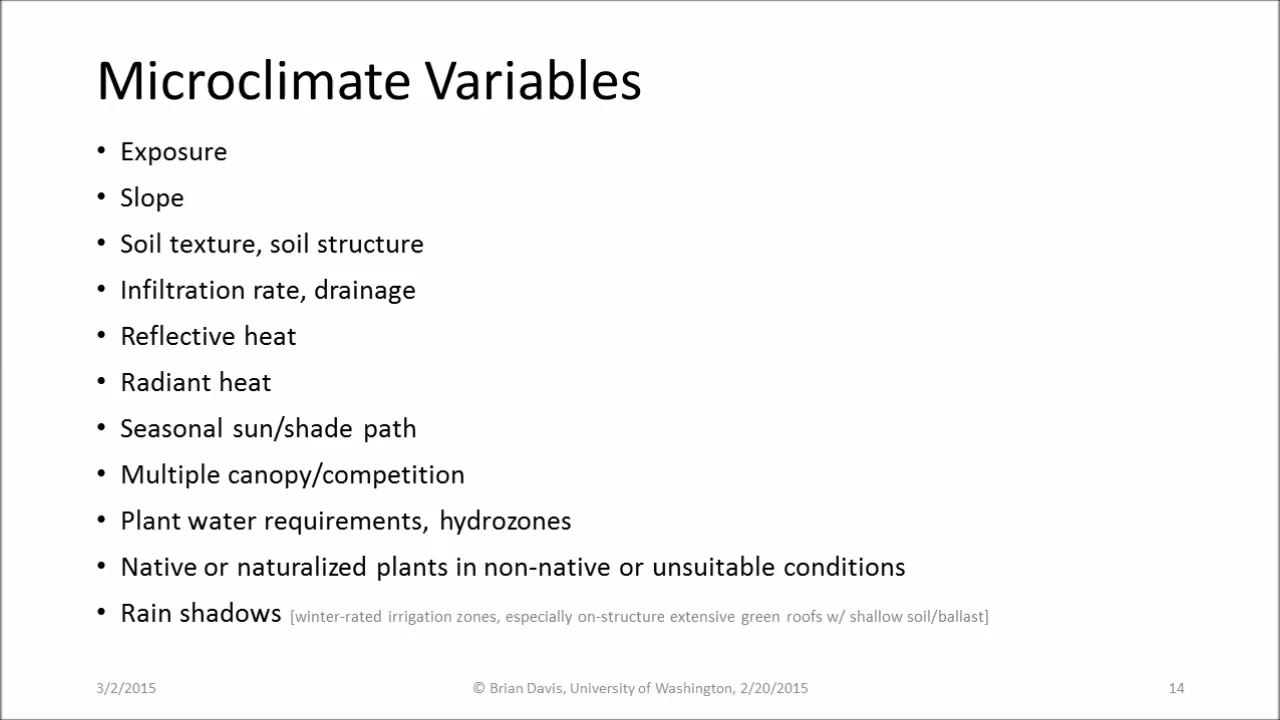 Microclimate Variables
• Exposure
• Slope
• Soil texture, soil structure
• Infiltration rate, drainage
• Reflective heat
• Radiant heat
• Seasonal sun/shade path
• Multiple canopy/competition
• Plant water requirements, hydrozones
• Native or naturalized plants in non-native or unsuitable conditions
• Rain shadows [winter-rated irrigation zones, especially on-structure extensive green roofs w/ shallow soil/ballast]
3/2/2015 © Brian Davis, University of Washington, 2/20/2015 14